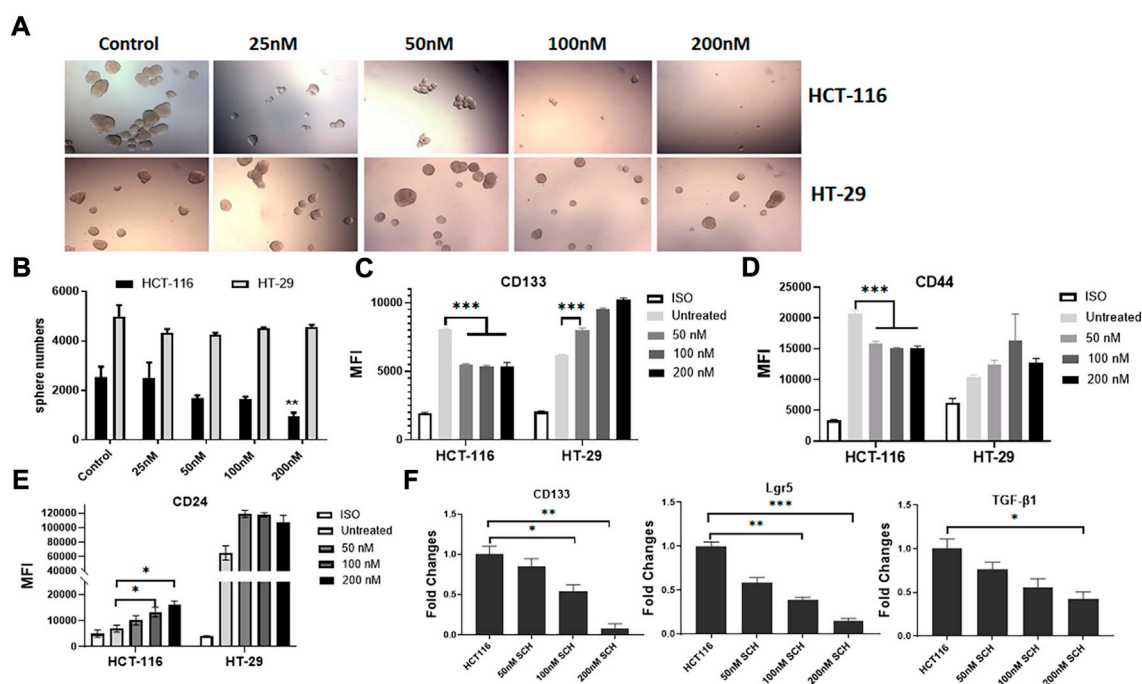 A
Control 25nM 50nM 100nM 200nM
HCT-116
HT-29
B
HCT-116 HT-29
sphere numbers
6000
4000
2000
0
**
Control 25nM 50nM 100nM 200nM
C
CD133
MFI
10000
5000
0
*** ***
HCT-116 HT-29
ISO
Untreated
50 nM
100 nM
200 nM
D
CD44
MFI
25000
20000
15000
10000
5000
0
***
HCT-116 HT-29
ISO
Untreated
50 nM
100 nM
200 nM
E
CD24
MFI
120000
100000
80000
60000
40000
30000
20000
10000
0
*
*
HCT-116 HT-29
ISO
Untreated
50 nM
100 nM
200 nM
F
CD133
Fold Changes
1.5
1.0
0.5
0.0
**
*
HCT116 50nM SCH 100nM SCH 200nM SCH
Lgr5
Fold Changes
1.5
1.0
0.5
0.0
***
**
HCT116 50nM SCH 100nM SCH 200nM SCH
TGF-β1
Fold Changes
1.5
1.0
0.5
0.0
*
HCT116 50nM SCH 100nM SCH 200nM SCH